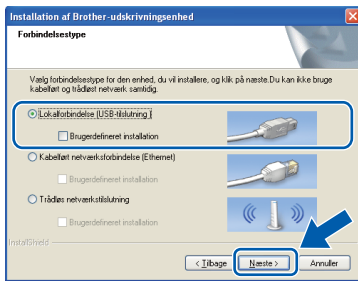 Installation af Brother-udskrivningsenhed
Forbindelsestype
Vælg forbindelsestype for den enhed, du vil installere, og klik på næste.Du kan ikke bruge
kabelført og trådløst netværk samtidig.
Lokalforbindelse (USB-tilslutning)
Brugerdefineret installation
Kabelført netværksforbindelse (Ethernet)
Brugerdefineret installation
Trådløs netværkstilslutning
Brugerdefineret installation
InstallShield
< Tilbage
Næste >
Annuller